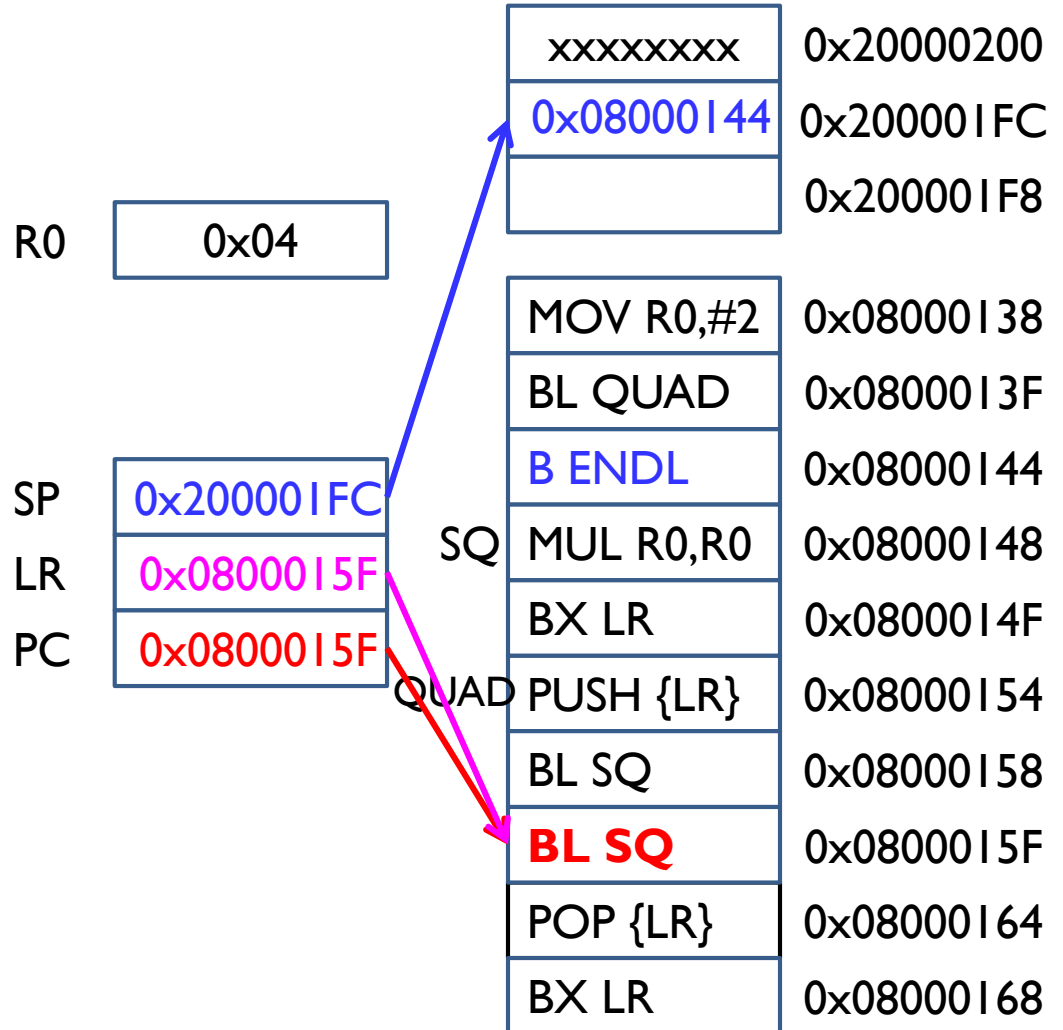 xxxxxxxx 0x20000200
0x08000144 0x200001FC
0x200001F8
R0 0x04
MOV R0,#2 0x08000138
BL QUAD 0x0800013F
SP 0x200001FC B ENDL 0x08000144
LR 0x0800015F SQ MUL R0,R0 0x08000148
PC 0x0800015F BX LR 0x0800014F
QUAD PUSH {LR} 0x08000154
BL SQ 0x08000158
BL SQ 0x0800015F
POP {LR} 0x08000164
BX LR 0x08000168